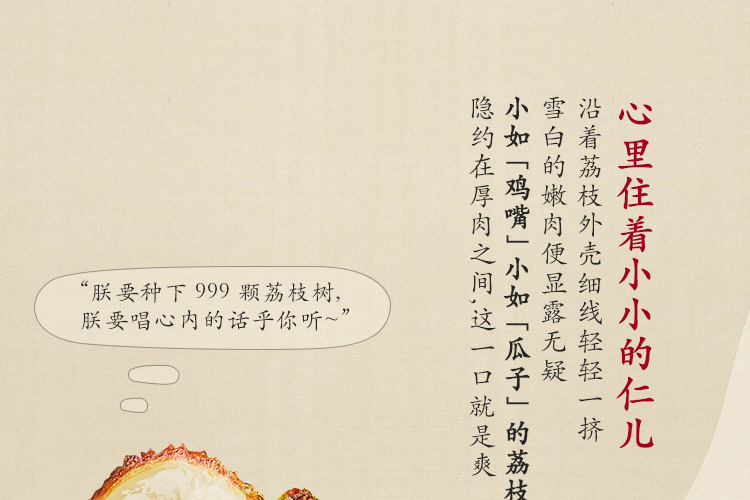 心里住着小小的仁儿
沿着荔枝外壳细线轻轻一挤
雪白的嫩肉便显露无疑
小如「鸡嘴」小如「瓜子」的荔枝
隐约在厚肉之间,这一口就是爽
“朕要种下 999 颗荔枝树,
朕要唱心内的话乎你听~”